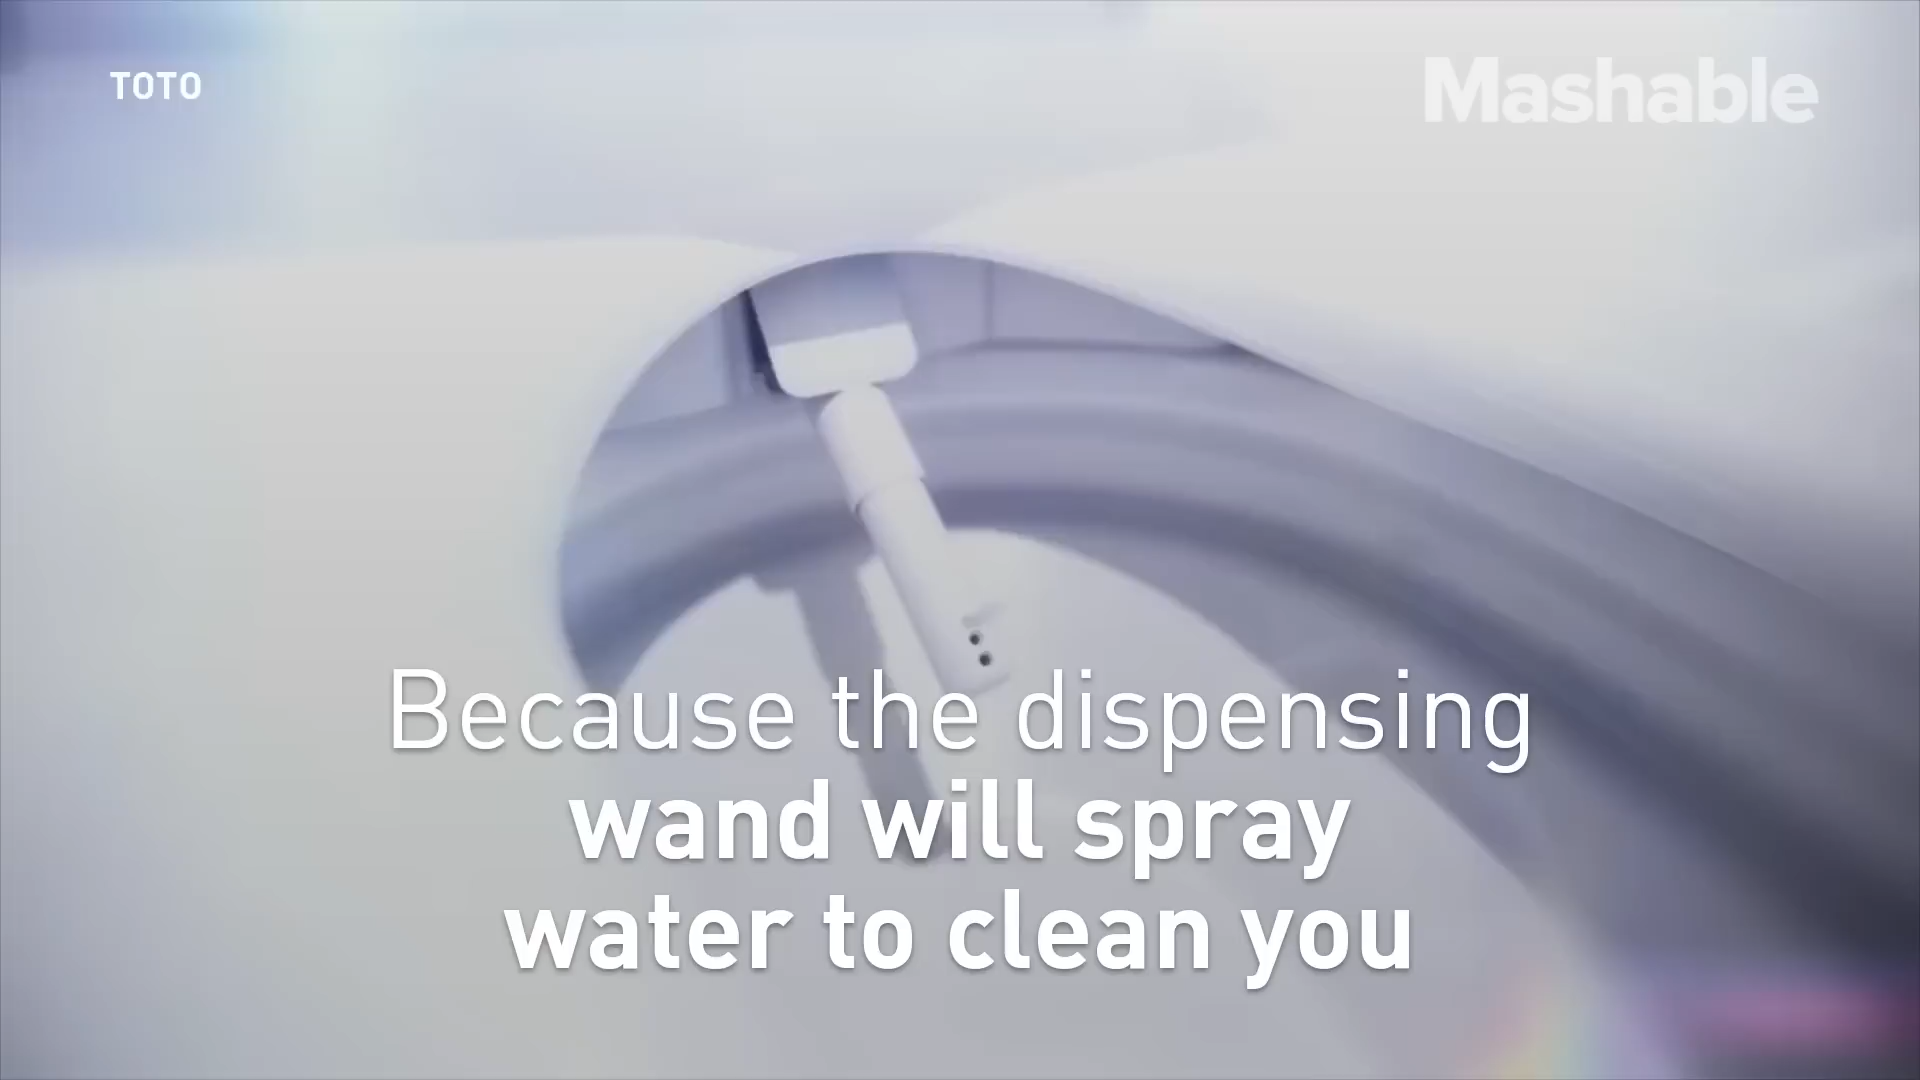 TOTO
Mashable
Because the dispensing
wand will spray
water to clean you